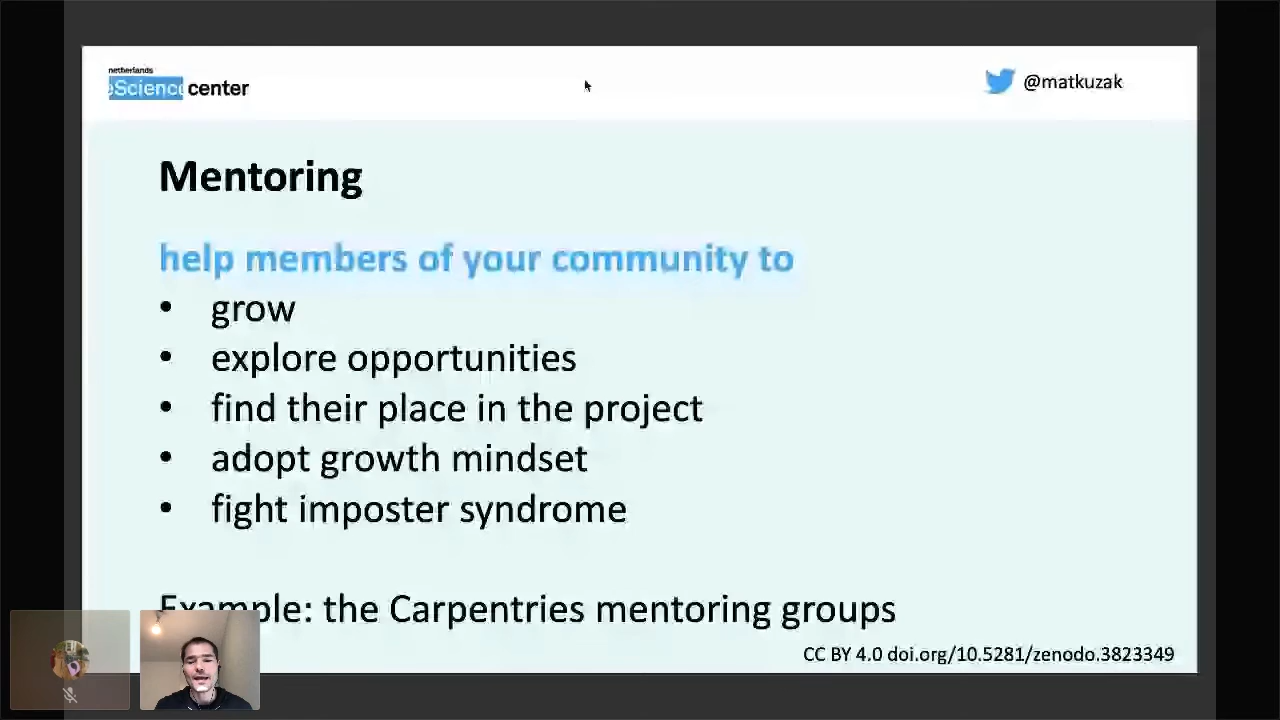 netherlands
eScience center
@matkuzak
Mentoring
help members of your community to
• grow
• explore opportunities
• find their place in the project
• adopt growth mindset
• fight imposter syndrome
Example: the Carpentries mentoring groups
CC BY 4.0 doi.org/10.5281/zenodo.3823349